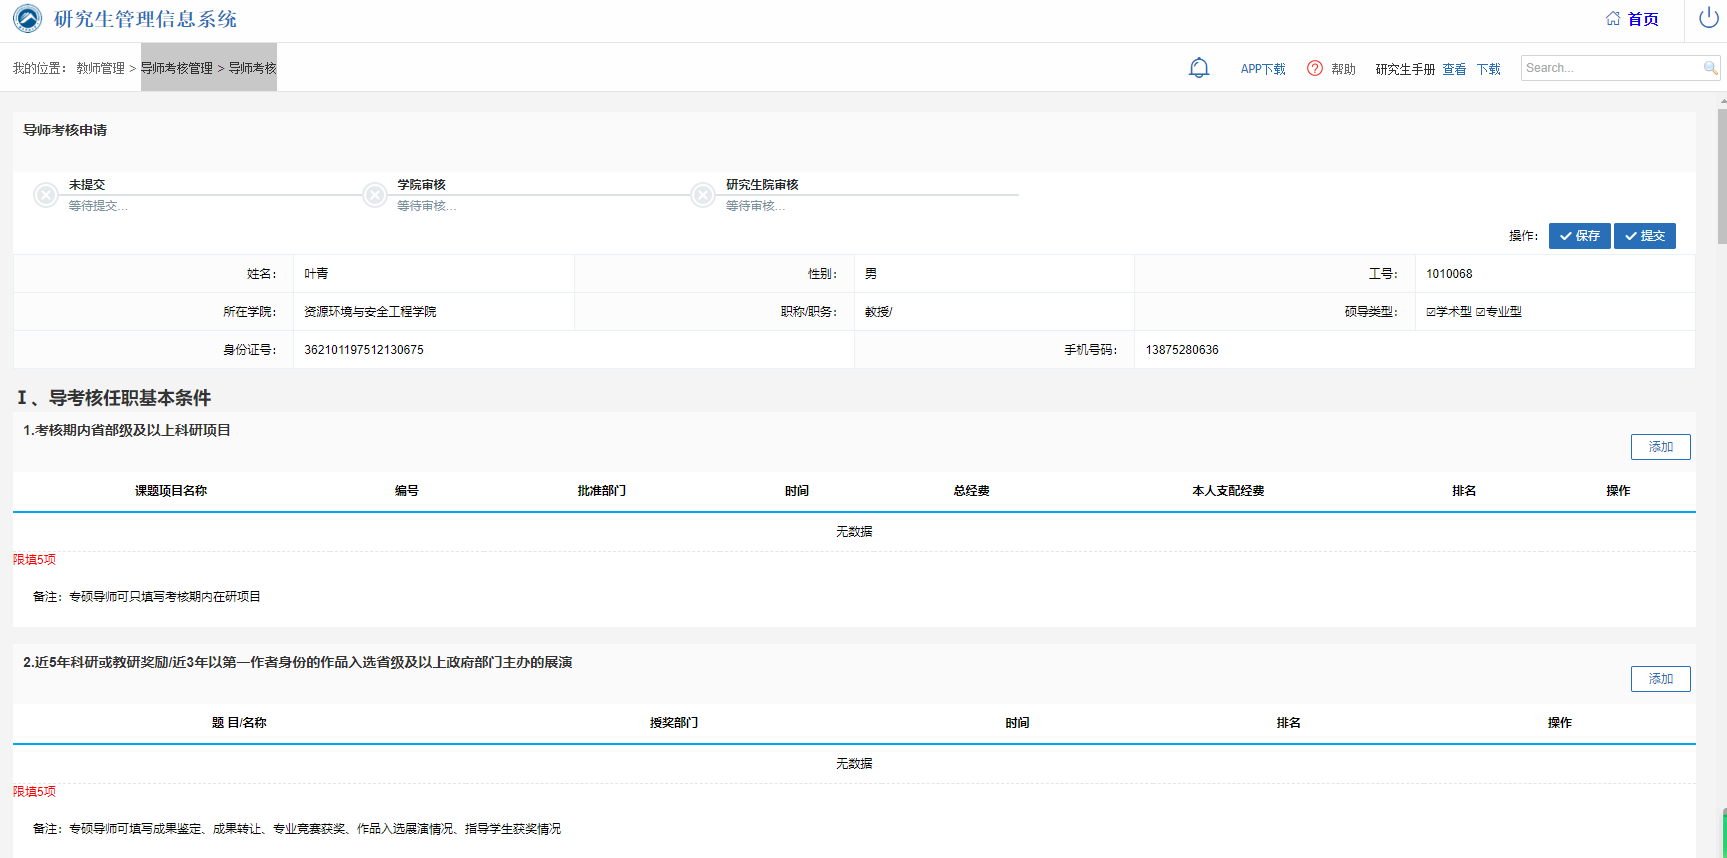 研究生管理信息系统
首页
我的位置： 教师管理 > 导师考核管理 > 导师考核
APP下载 帮助 研究生手册 查看 下载 Search...
导师考核申请
未提交 学院审核 研究生院审核
等待提交... 等待审核... 等待审核...
操作： 保存 提交
姓名： 叶青 性别： 男 工号： 1010068
所在学院： 资源环境与安全工程学院 职称/职务： 教授/ 硕导类型： ☑学术型 ☑专业型
身份证号： 362101197512130675 手机号码： 13875280636
I 、导考核任职基本条件
1.考核期内省部级及以上科研项目
添加
课题项目名称 编号 批准部门 时间 总经费 本人支配经费 排名 操作
无数据
限填5项
备注：专硕导师可只填写考核期内在研项目
2.近5年科研或教研奖励/近3年以第一作者身份的作品入选省级及以上政府部门主办的展演
添加
题 目/名称 授奖部门 时间 排名 操作
无数据
限填5项
备注：专硕导师可填写成果鉴定、成果转让、专业竞赛获奖、作品入选展演情况、指导学生获奖情况